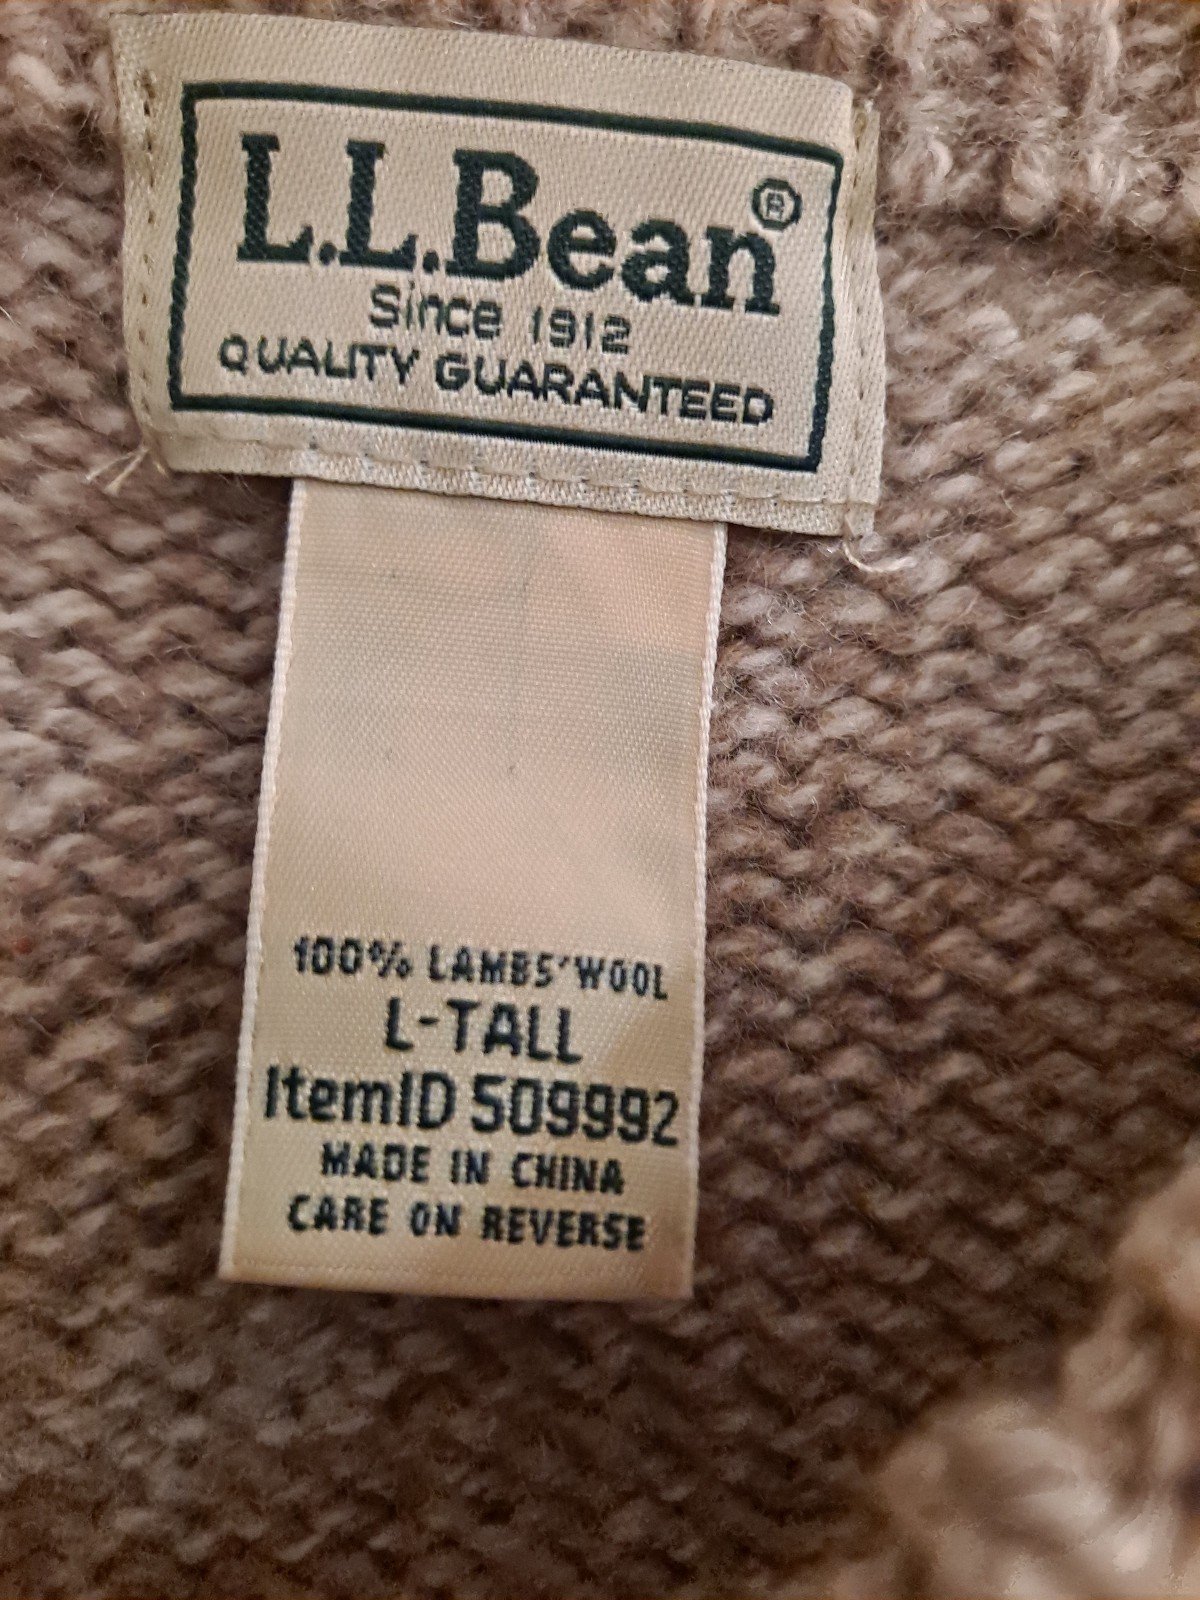 L.L.Bean®
Since 1912
QUALITY GUARANTEED
100% LAMBS'WOOL
L-TALL
ItemID 509992
MADE IN CHINA
CARE ON REVERSE